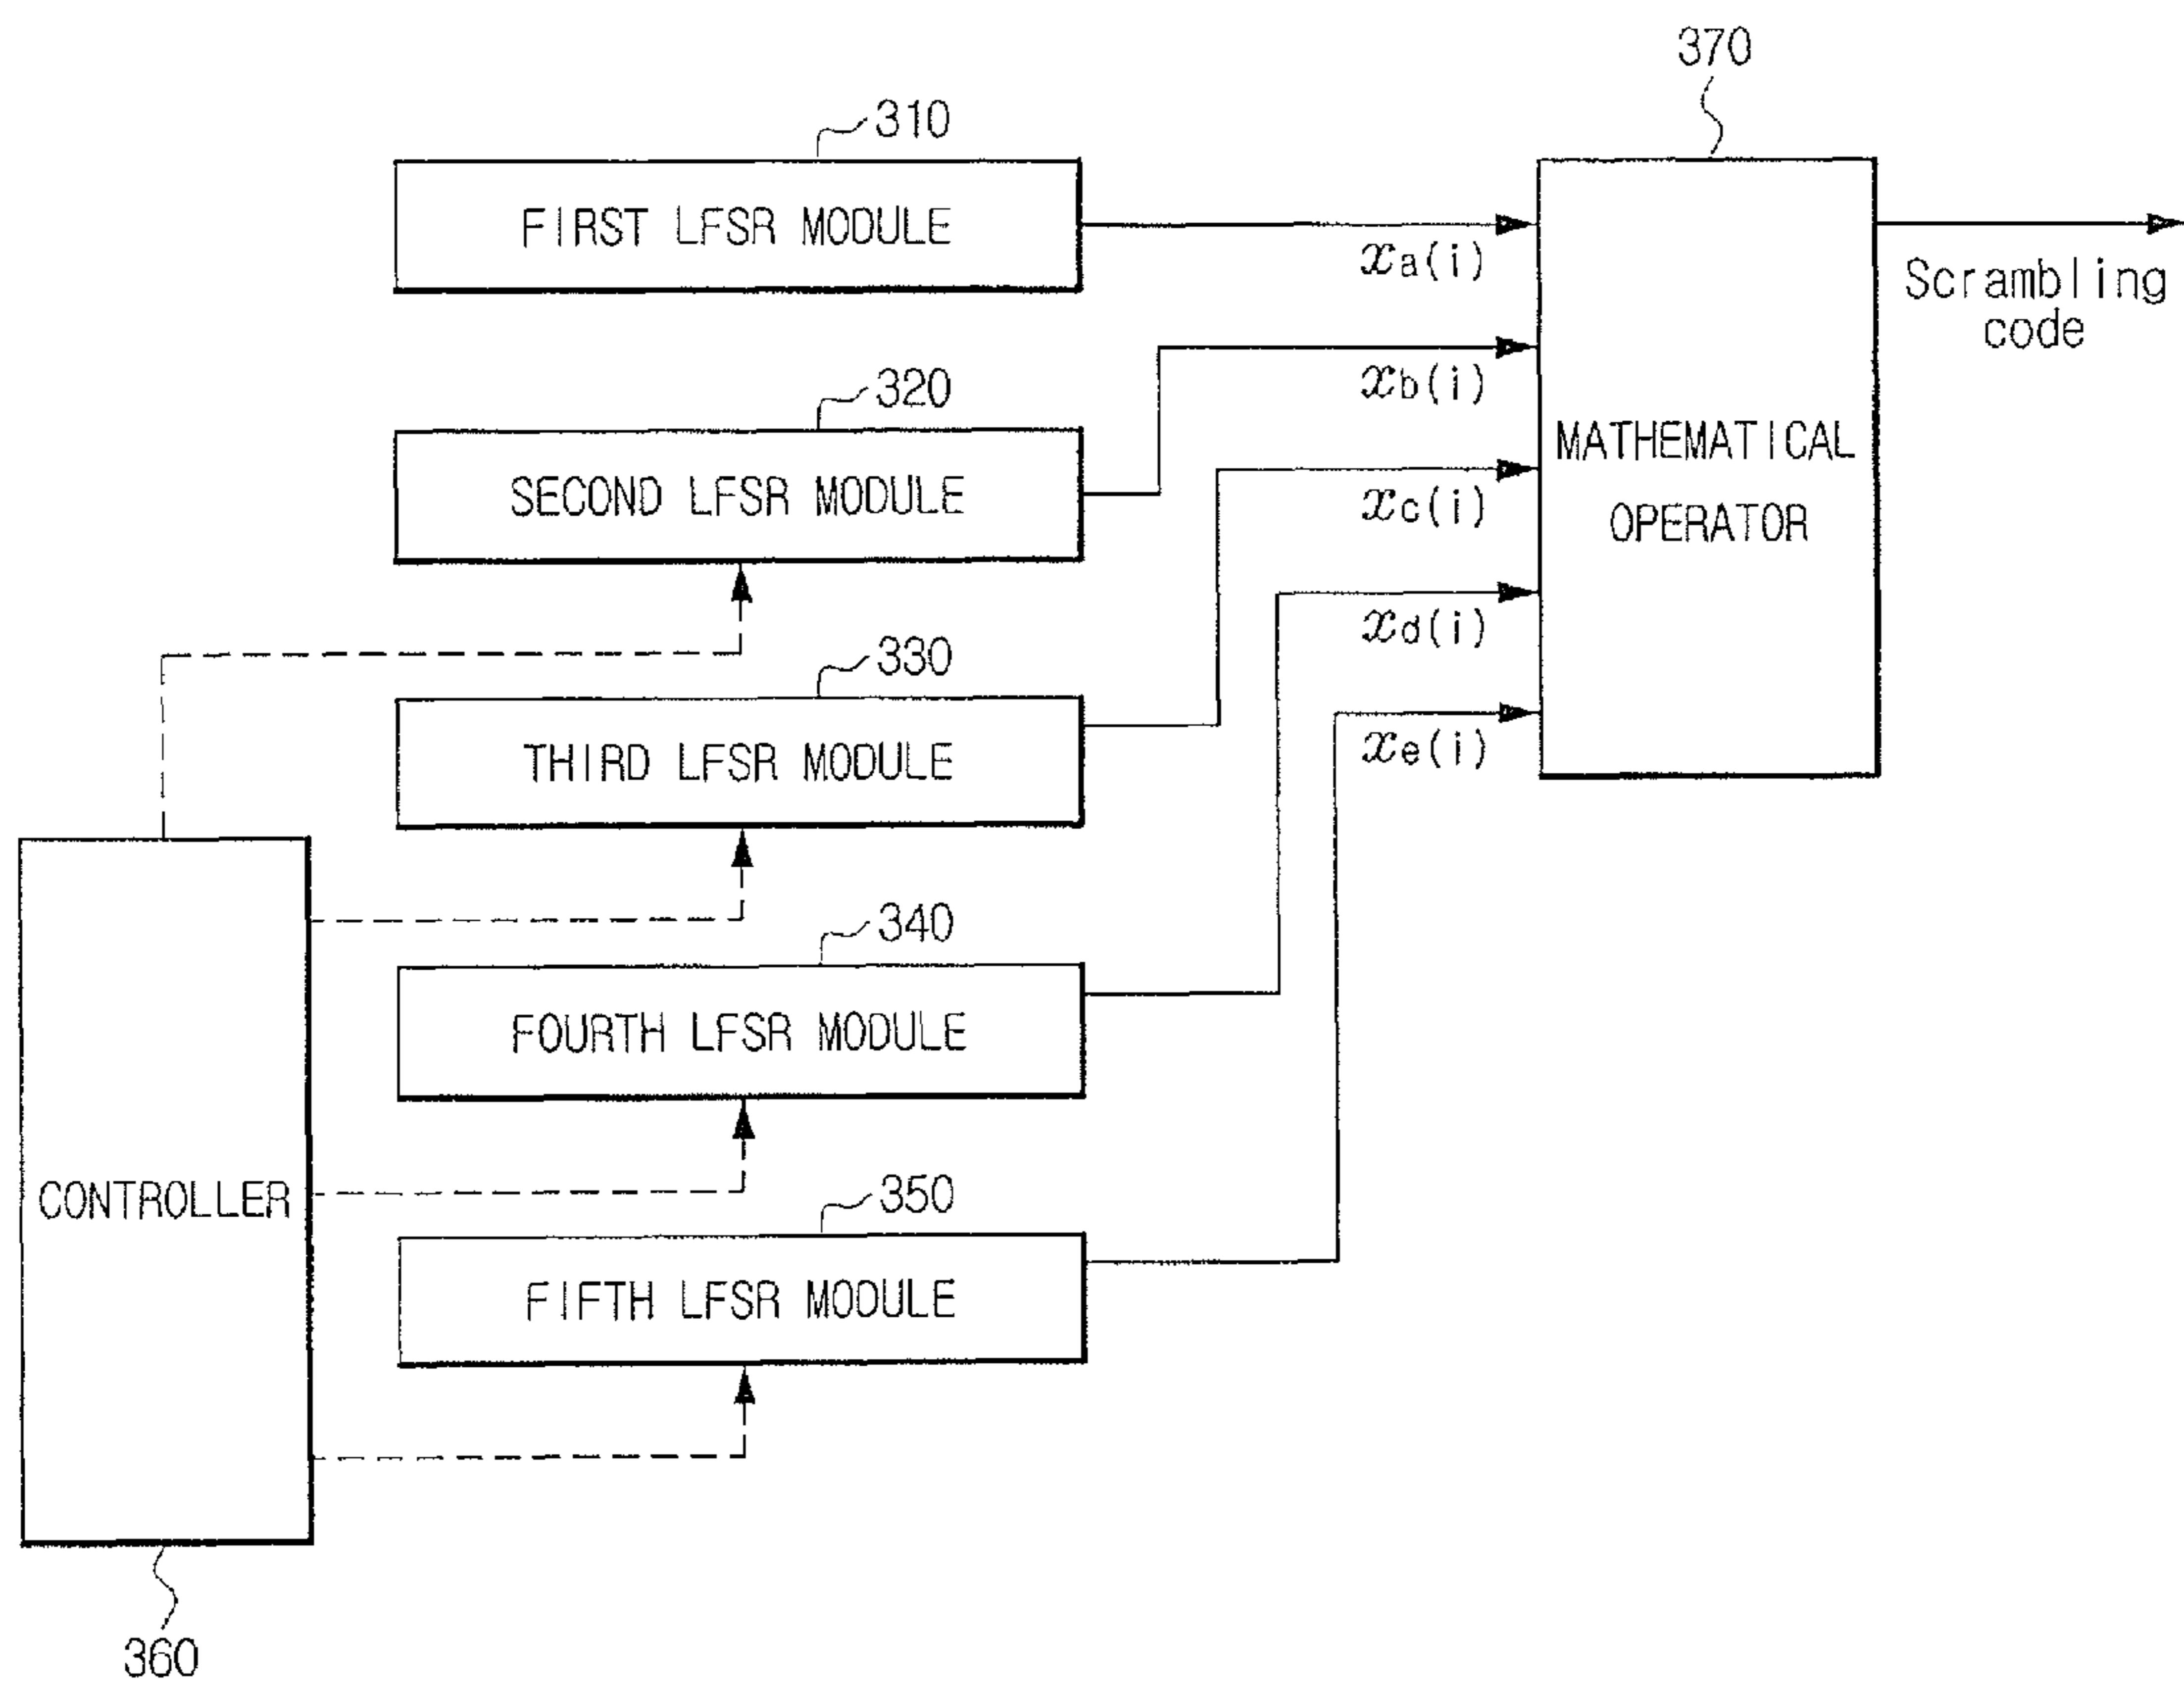 370
310
FIRST LFSR MODULE
xa(i)
Scrambling
code
320
SECOND LFSR MODULE
xb(i)
MATHEMATICAL
OPERATOR
xc(i)
330
THIRD LFSR MODULE
xd(i)
xe(i)
340
FOURTH LFSR MODULE
350
CONTROLLER
FIFTH LFSR MODULE
360